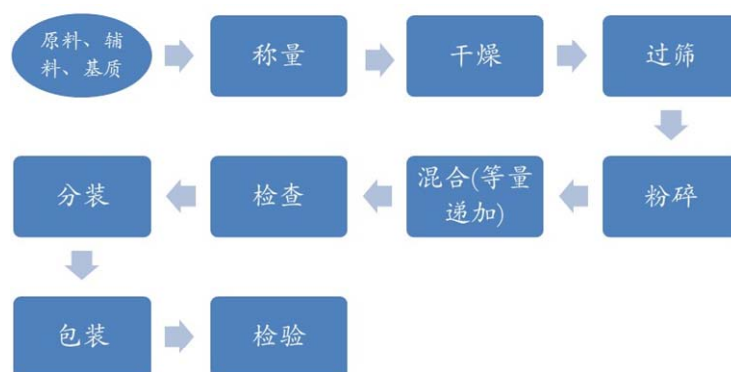 原料、辅
料、基质
称量
干燥
过筛
粉碎
混合(等量
递加)
检查
分装
包装
检验